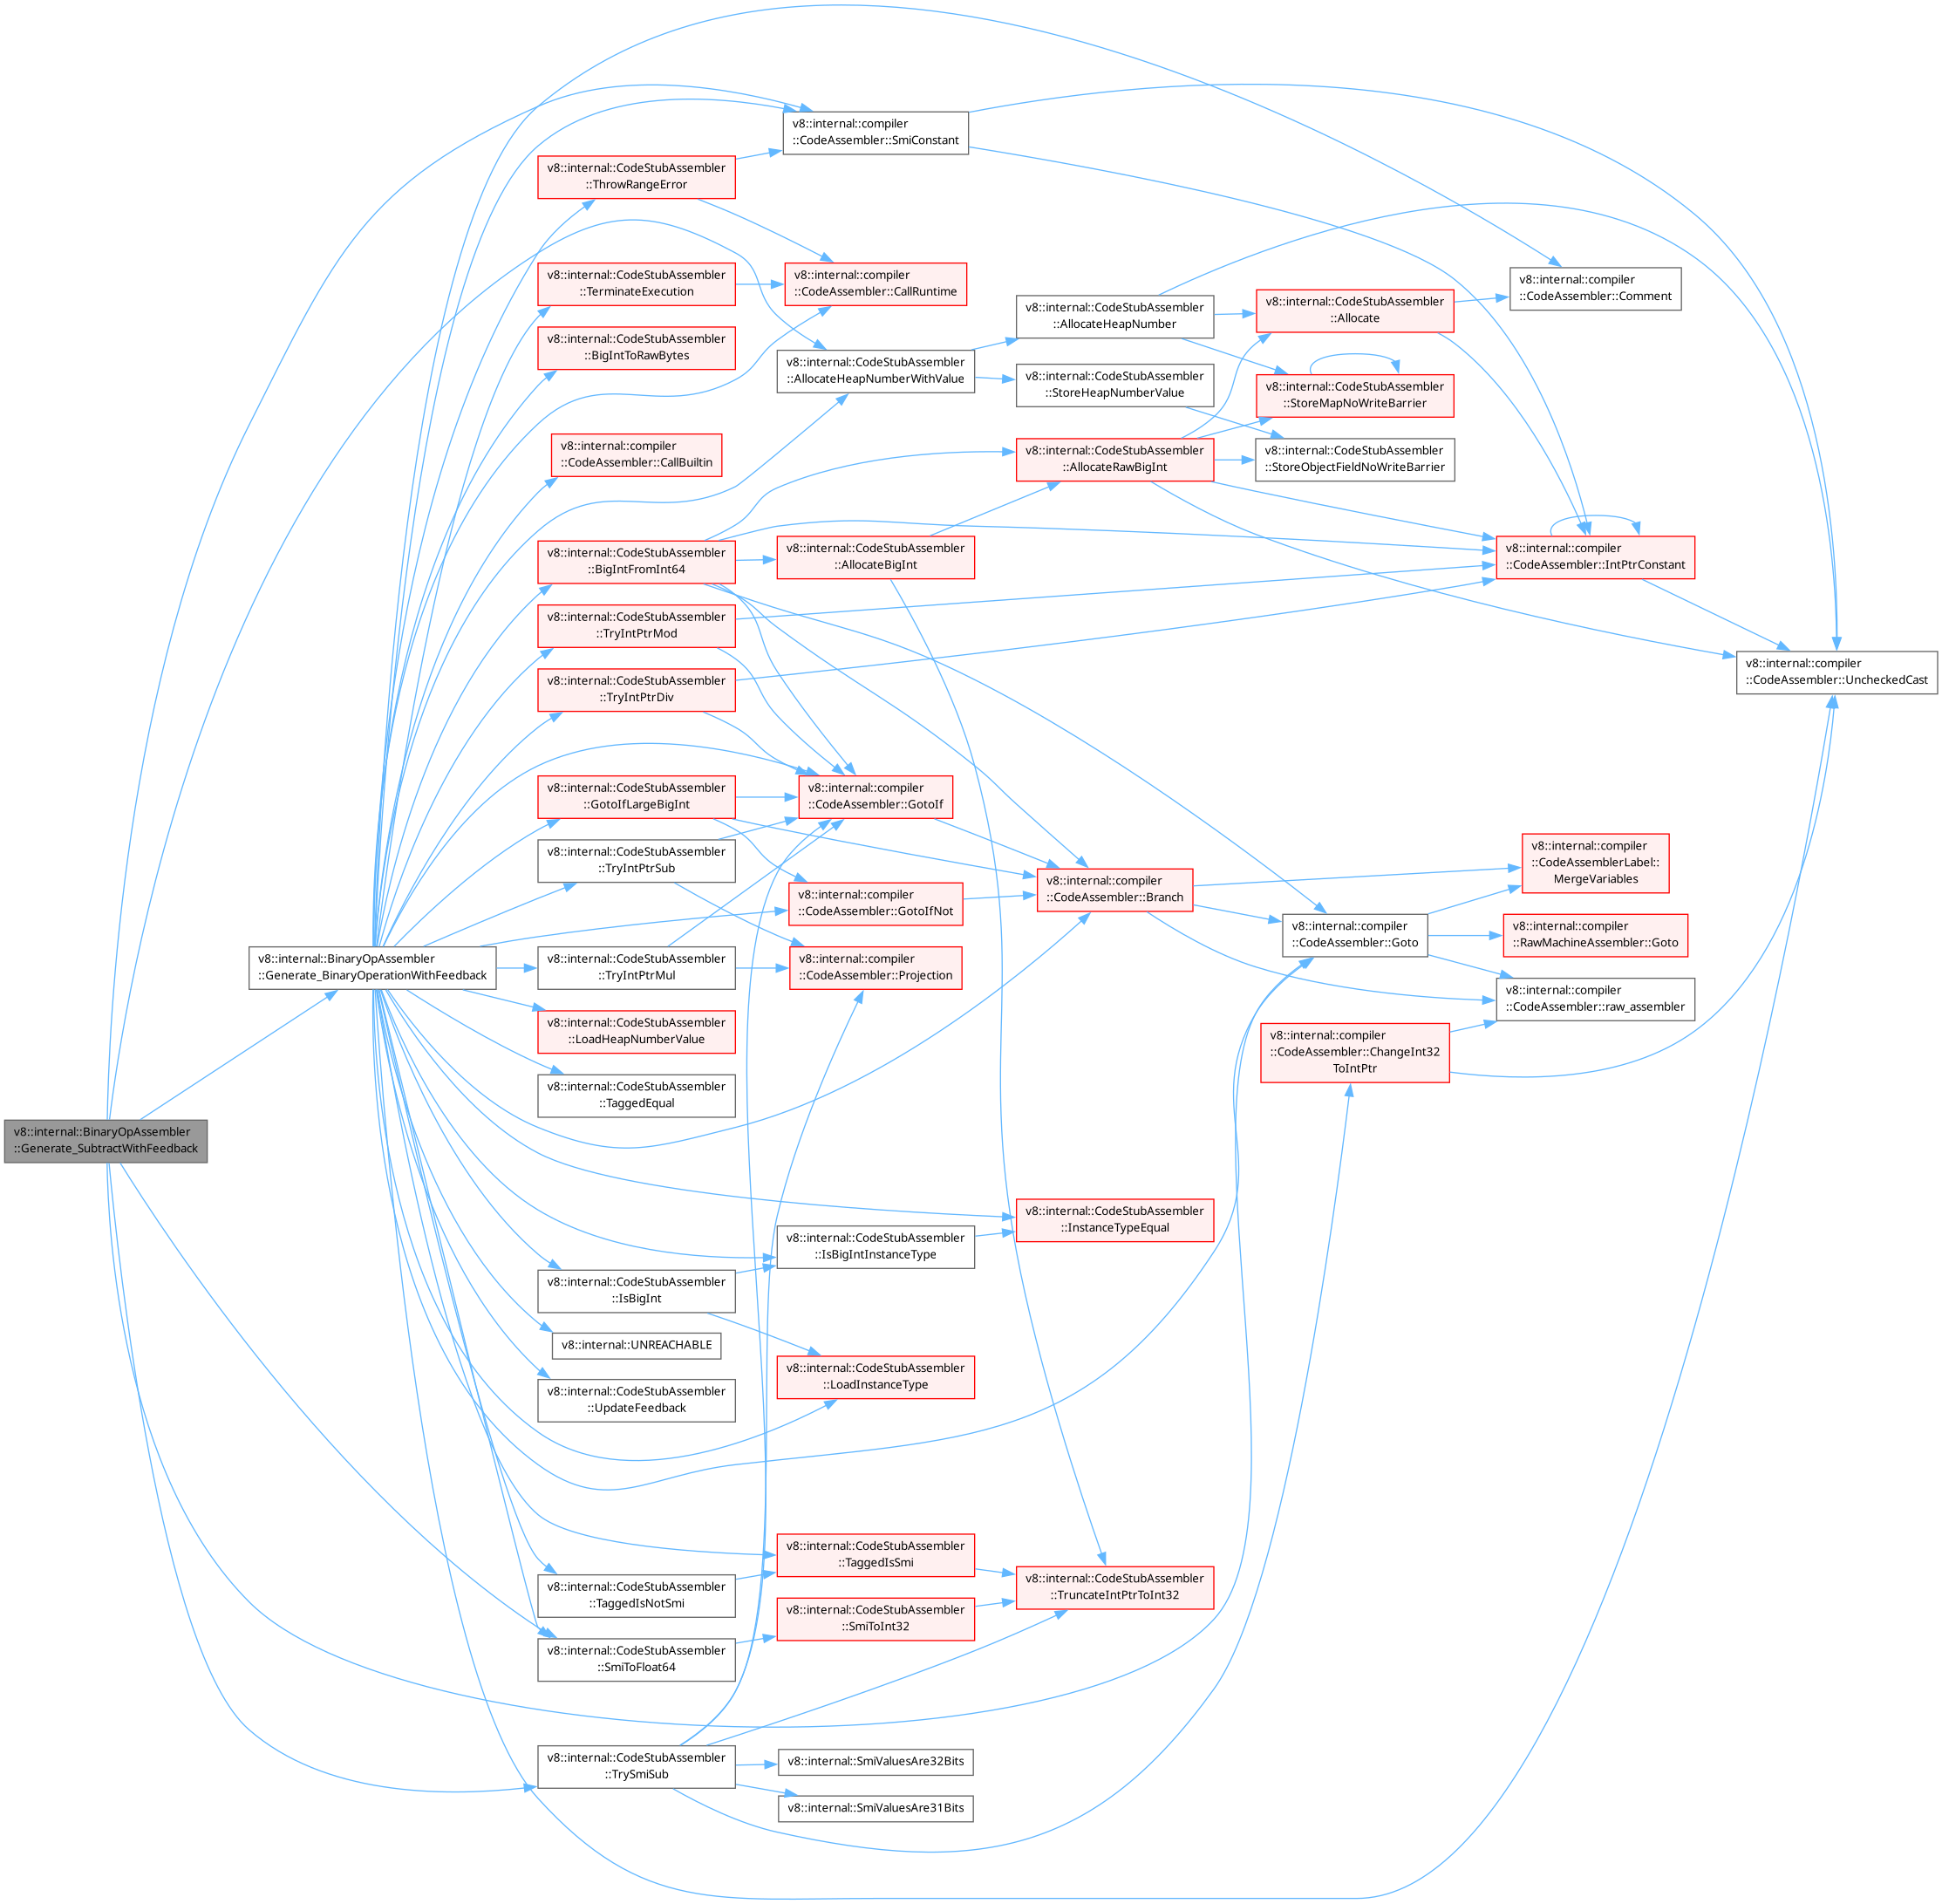 v8::internal::BinaryOpAssembler
::Generate_SubtractWithFeedback
v8::internal::BinaryOpAssembler
::Generate_BinaryOperationWithFeedback
v8::internal::CodeStubAssembler
::ThrowRangeError
v8::internal::CodeStubAssembler
::TerminateExecution
v8::internal::CodeStubAssembler
::BigIntToRawBytes
v8::internal::compiler
::CodeAssembler::CallBuiltin
v8::internal::CodeStubAssembler
::BigIntFromInt64
v8::internal::CodeStubAssembler
::TryIntPtrMod
v8::internal::CodeStubAssembler
::TryIntPtrDiv
v8::internal::CodeStubAssembler
::GotoIfLargeBigInt
v8::internal::CodeStubAssembler
::TryIntPtrSub
v8::internal::CodeStubAssembler
::TryIntPtrMul
v8::internal::CodeStubAssembler
::LoadHeapNumberValue
v8::internal::CodeStubAssembler
::TaggedEqual
v8::internal::CodeStubAssembler
::IsBigInt
v8::internal::UNREACHABLE
v8::internal::CodeStubAssembler
::UpdateFeedback
v8::internal::CodeStubAssembler
::TaggedIsNotSmi
v8::internal::CodeStubAssembler
::SmiToFloat64
v8::internal::CodeStubAssembler
::TrySmiSub
v8::internal::compiler
::CodeAssembler::SmiConstant
v8::internal::compiler
::CodeAssembler::CallRuntime
v8::internal::CodeStubAssembler
::AllocateHeapNumberWithValue
v8::internal::CodeStubAssembler
::AllocateBigInt
v8::internal::compiler
::CodeAssembler::GotoIf
v8::internal::compiler
::CodeAssembler::GotoIfNot
v8::internal::compiler
::CodeAssembler::Projection
v8::internal::CodeStubAssembler
::IsBigIntInstanceType
v8::internal::CodeStubAssembler
::LoadInstanceType
v8::internal::CodeStubAssembler
::TaggedIsSmi
v8::internal::CodeStubAssembler
::SmiToInt32
v8::internal::SmiValuesAre32Bits
v8::internal::SmiValuesAre31Bits
v8::internal::CodeStubAssembler
::AllocateHeapNumber
v8::internal::CodeStubAssembler
::StoreHeapNumberValue
v8::internal::CodeStubAssembler
::AllocateRawBigInt
v8::internal::compiler
::CodeAssembler::Branch
v8::internal::CodeStubAssembler
::InstanceTypeEqual
v8::internal::CodeStubAssembler
::TruncateIntPtrToInt32
v8::internal::CodeStubAssembler
::Allocate
v8::internal::CodeStubAssembler
::StoreMapNoWriteBarrier
v8::internal::CodeStubAssembler
::StoreObjectFieldNoWriteBarrier
v8::internal::compiler
::CodeAssembler::Goto
v8::internal::compiler
::CodeAssembler::ChangeInt32
ToIntPtr
v8::internal::compiler
::CodeAssembler::Comment
v8::internal::compiler
::CodeAssembler::IntPtrConstant
v8::internal::compiler
::CodeAssemblerLabel::
MergeVariables
v8::internal::compiler
::RawMachineAssembler::Goto
v8::internal::compiler
::CodeAssembler::raw_assembler
v8::internal::compiler
::CodeAssembler::UncheckedCast